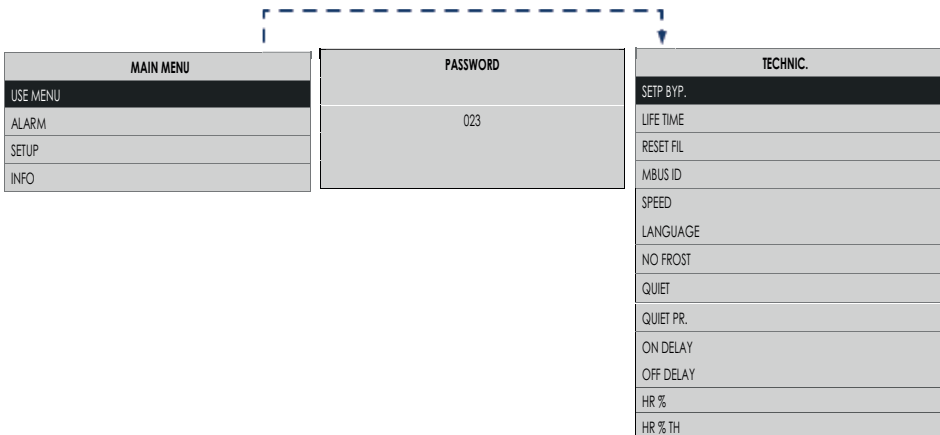 MAIN MENU
USE MENU
ALARM
SETUP
INFO
PASSWORD
023
TECHNIC.
SETP BYP.
LIFE TIME
RESET FIL
MBUS ID
SPEED
LANGUAGE
NO FROST
QUIET
QUIET PR.
ON DELAY
OFF DELAY
HR %
HR % TH